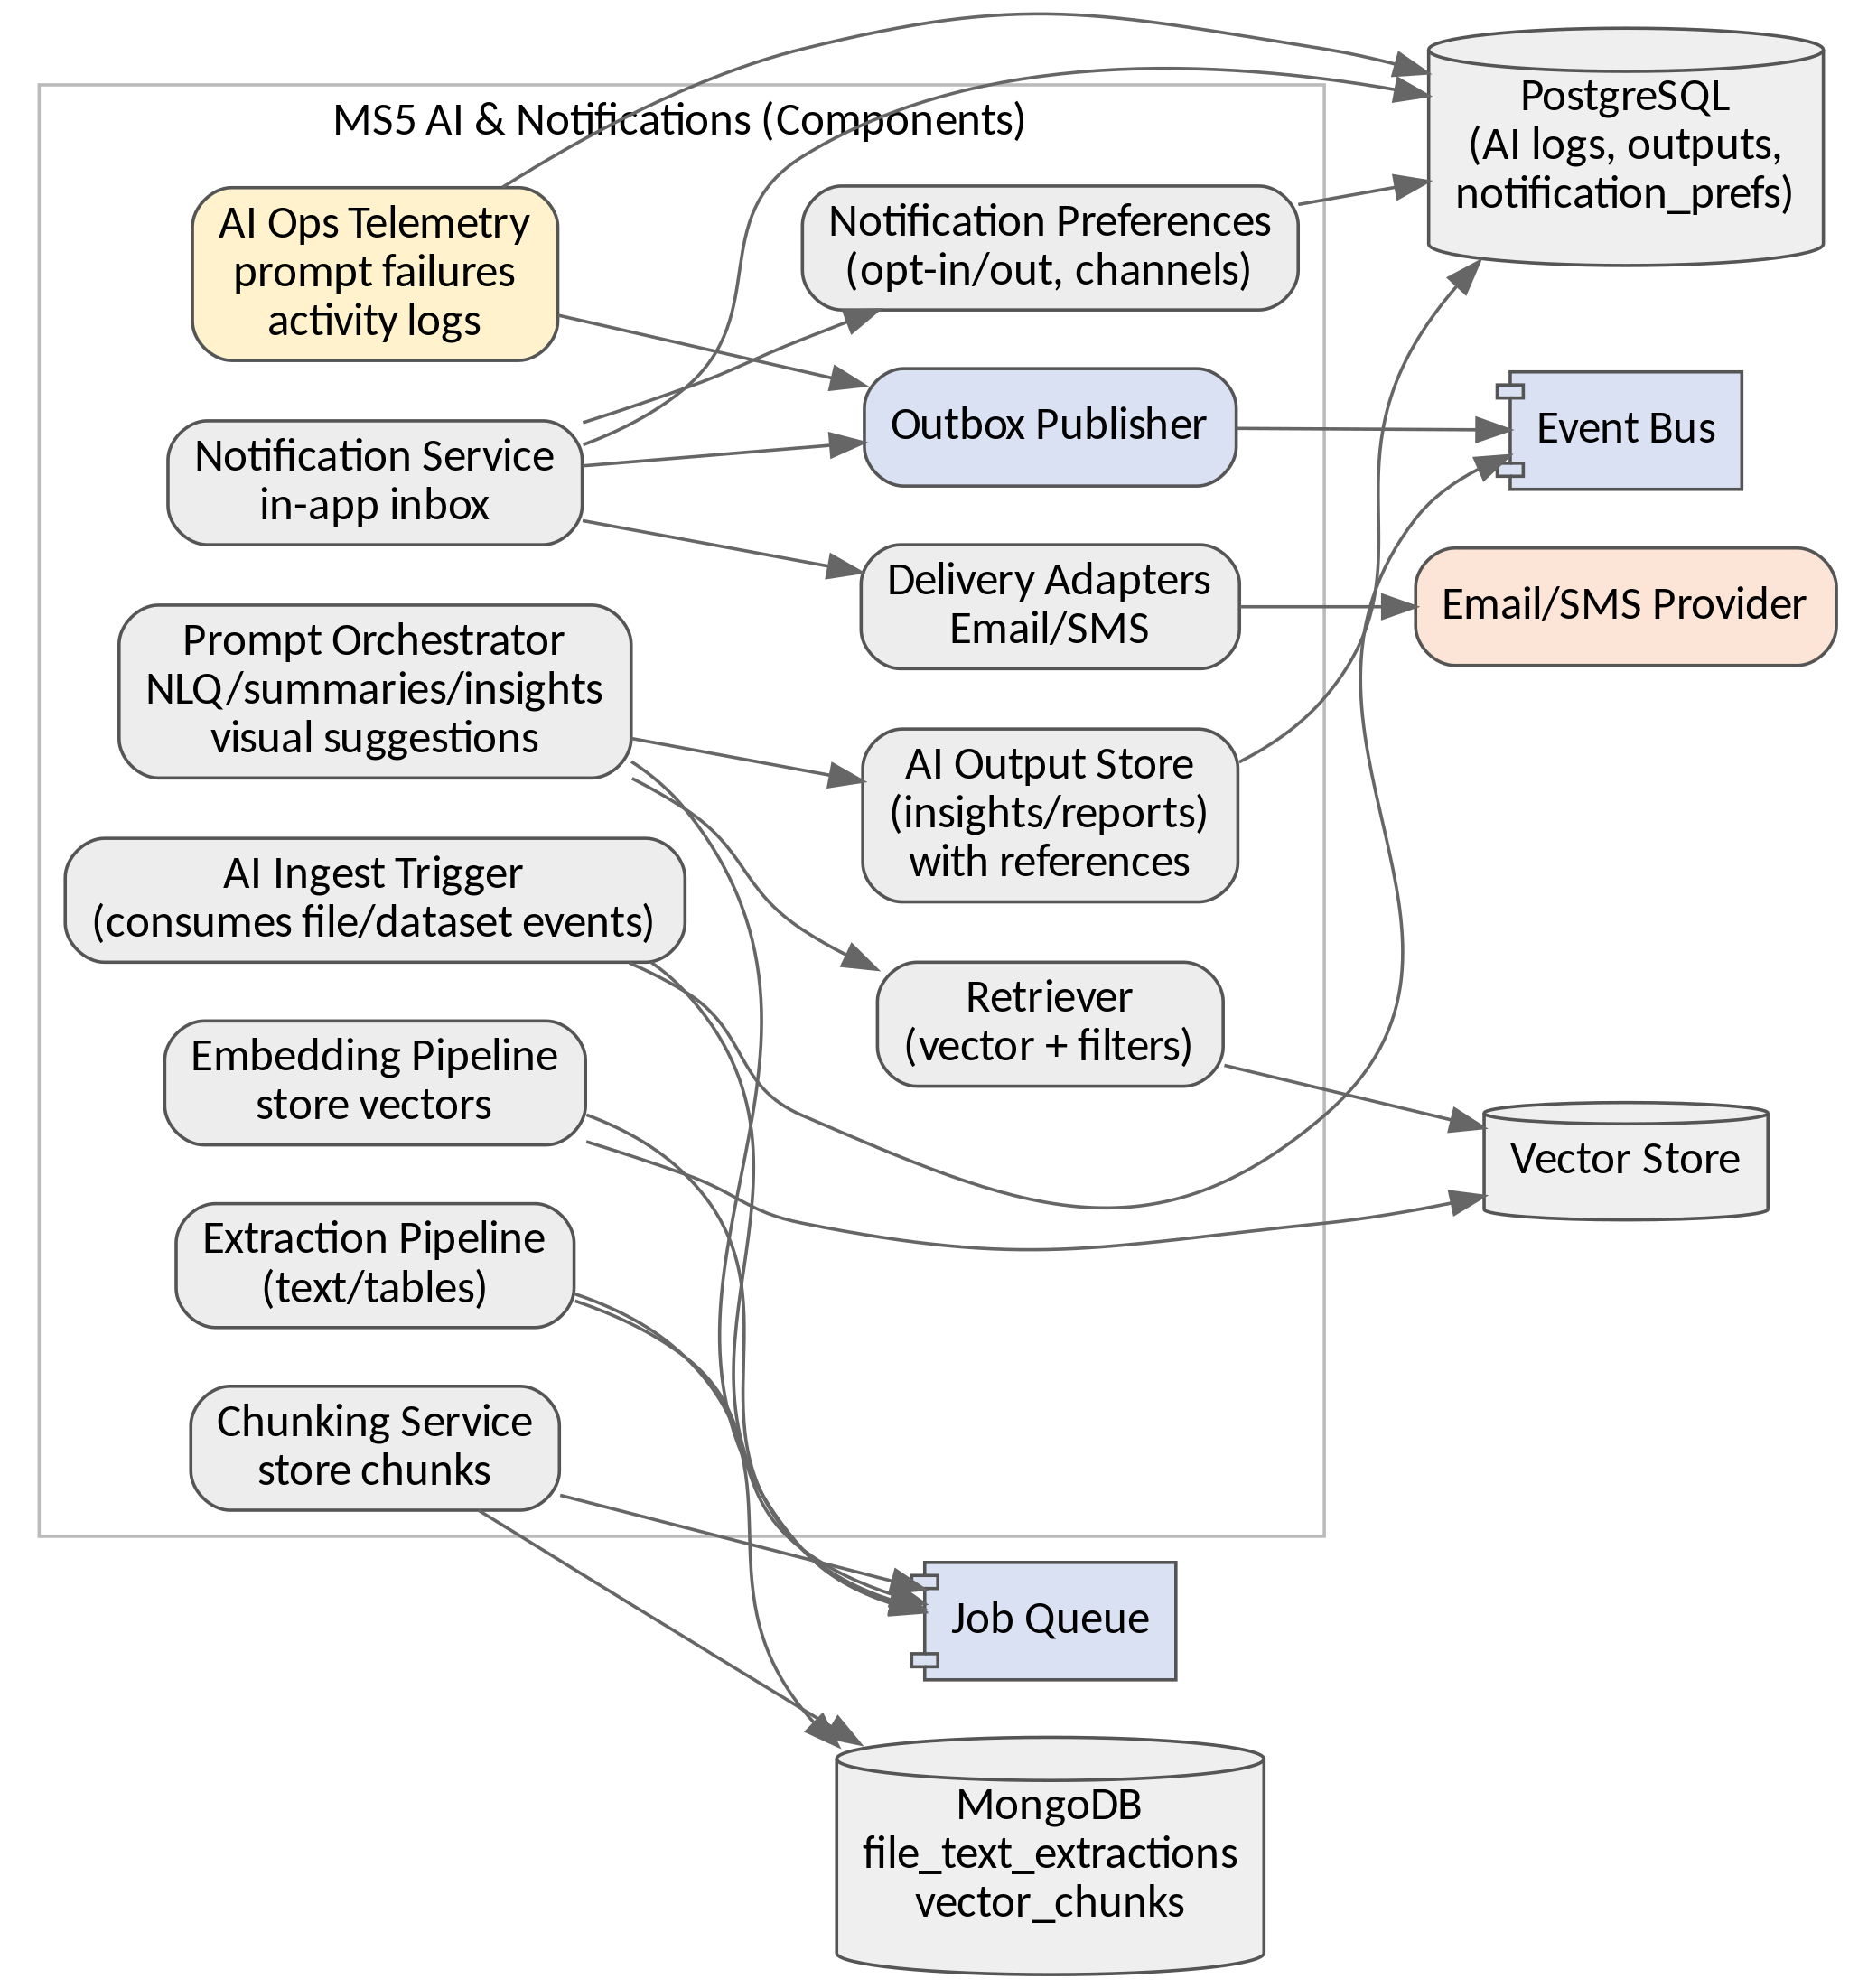 MS5 AI & Notifications (Components)
AI Ops Telemetry
prompt failures
activity logs
Notification Service
in-app inbox
Prompt Orchestrator
NLQ/summaries/insights
visual suggestions
AI Ingest Trigger
(consumes file/dataset events)
Embedding Pipeline
store vectors
Extraction Pipeline
(text/tables)
Chunking Service
store chunks
Notification Preferences
(opt-in/out, channels)
Outbox Publisher
Delivery Adapters
Email/SMS
AI Output Store
(insights/reports)
with references
Retriever
(vector + filters)
Job Queue
MongoDB
file_text_extractions
vector_chunks
PostgreSQL
(AI logs, outputs,
notification_prefs)
Event Bus
Email/SMS Provider
Vector Store